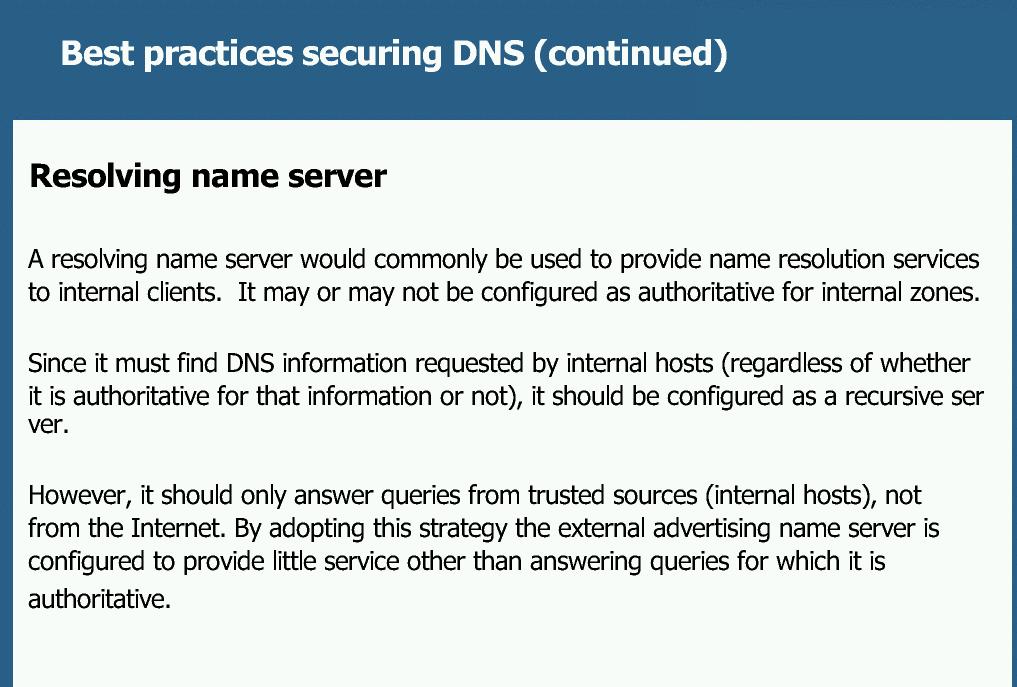 Best practices securing DNS (continued)
Resolving name server
A resolving name server would commonly be used to provide name resolution services
to internal clients.  It may or may not be configured as authoritative for internal zones.
Since it must find DNS information requested by internal hosts (regardless of whether
it is authoritative for that information or not), it should be configured as a recursive ser
ver.
However, it should only answer queries from trusted sources (internal hosts), not
from the Internet. By adopting this strategy the external advertising name server is
configured to provide little service other than answering queries for which it is
authoritative.